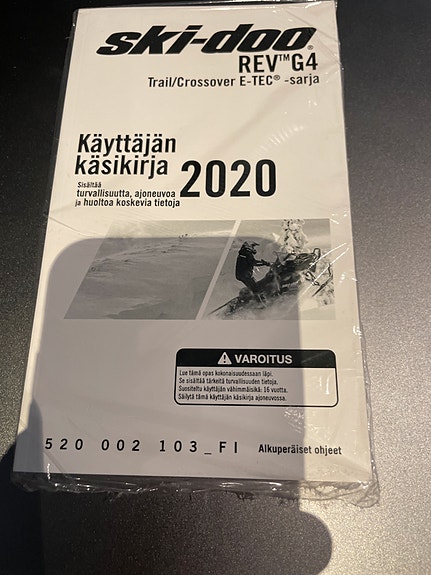 ski-doo®
REV™G4
Trail/Crossover E-TEC® -sarja
Käyttäjän
käsikirja 2020
Sisältää
turvallisuutta, ajoneuvoa
ja huoltoa koskevia tietoja
VAROITUS
Lue tämä opas kokonaisuudessaan läpi.
Se sisältää tärkeitä turvallisuuden tietoja.
Suositeltu käyttäjän vähimmäisikä: 16 vuotta.
Säilytä tämä käyttäjän käsikirja ajoneuvossa.
520 002 103_FI Alkuperäiset ohjeet